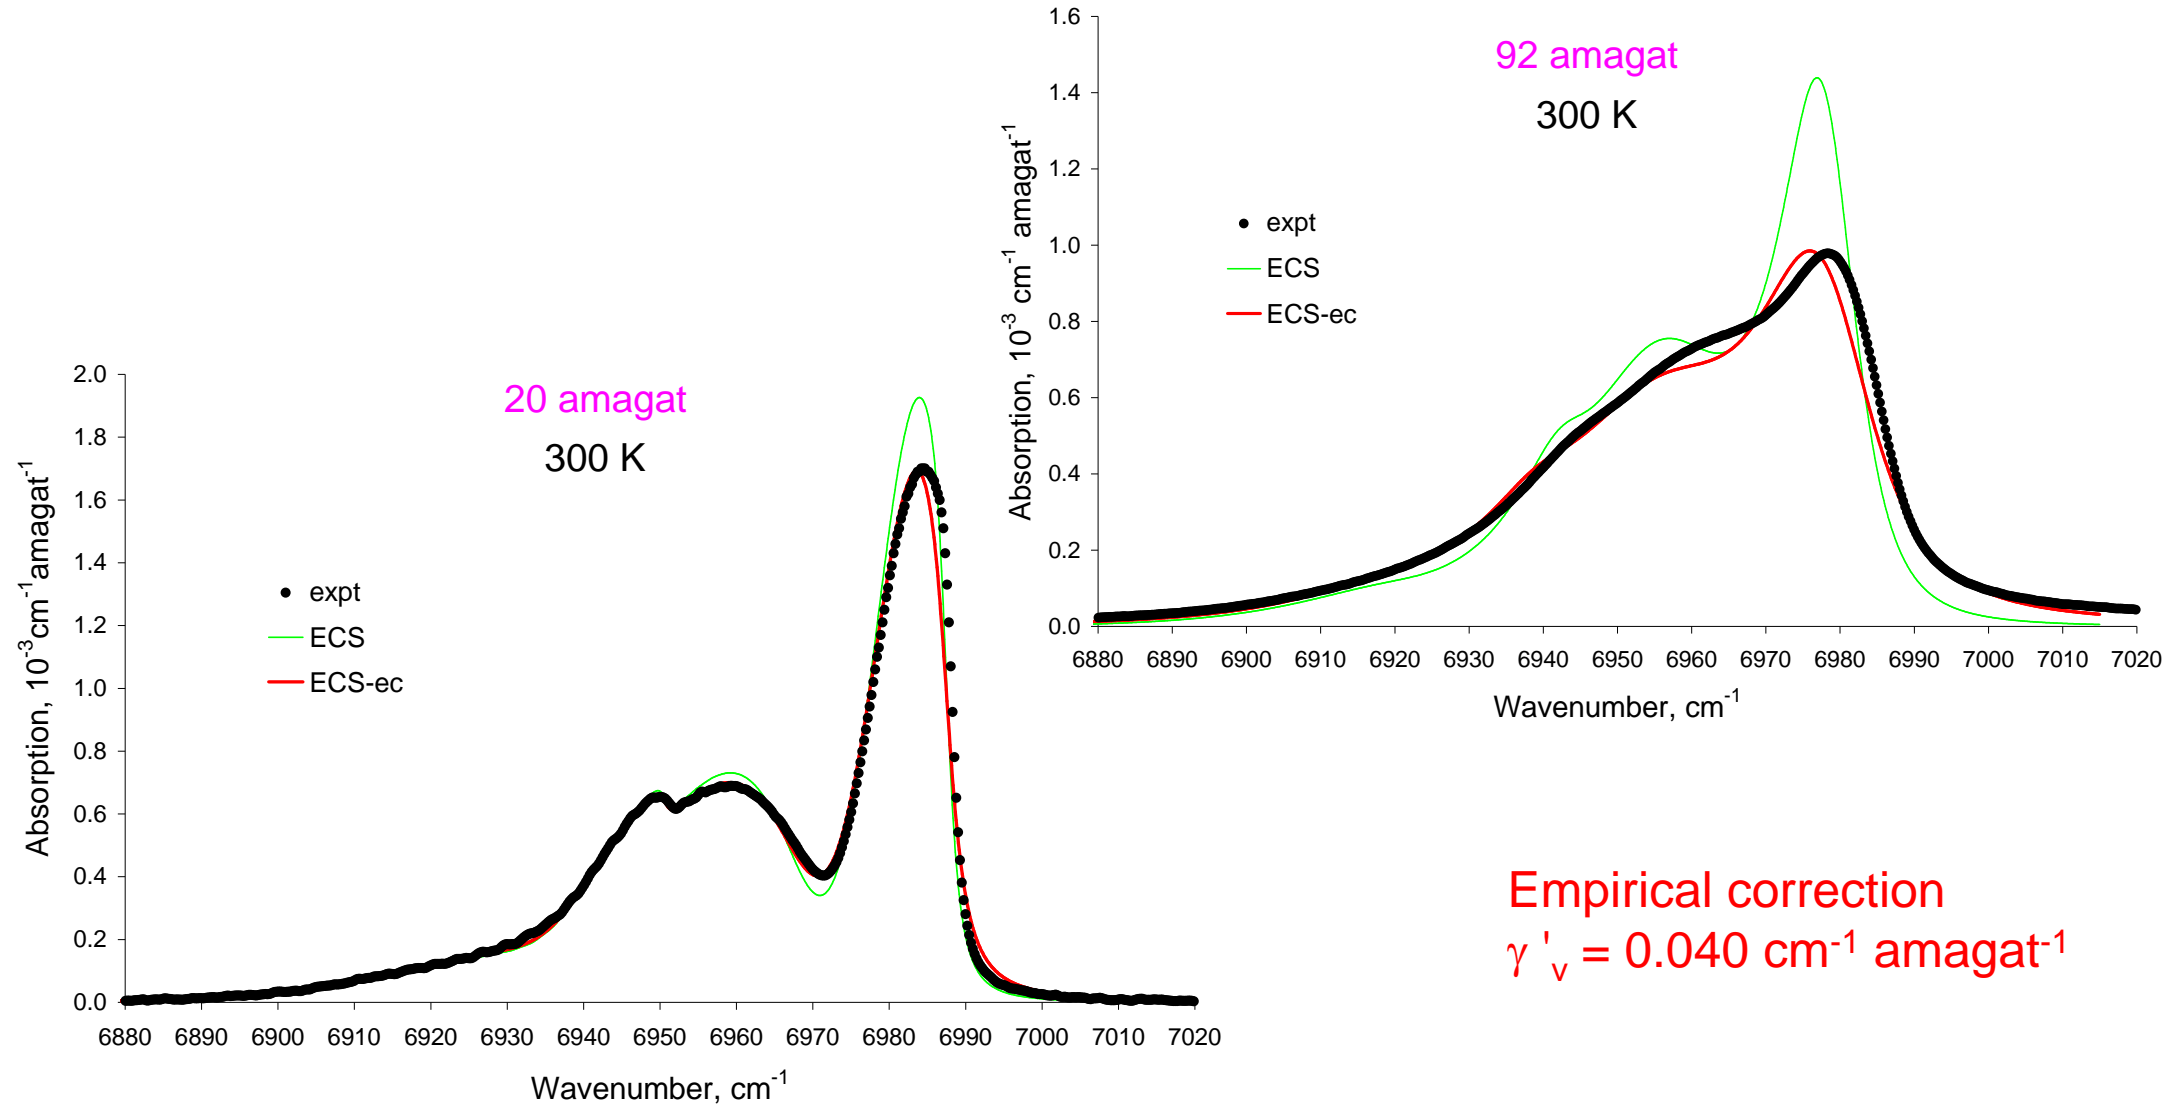 20 amagat
300 K
Absorption, 10⁻³cm⁻¹amagat⁻¹
2.0
1.8
1.6
1.4
1.2
1.0
0.8
0.6
0.4
0.2
0.0
expt
ECS
ECS-ec
6880 6890 6900 6910 6920 6930 6940 6950 6960 6970 6980 6990 7000 7010 7020
Wavenumber, cm⁻¹
92 amagat
300 K
Absorption, 10⁻³ cm⁻¹ amagat⁻¹
1.6
1.4
1.2
1.0
0.8
0.6
0.4
0.2
0.0
expt
ECS
ECS-ec
6880 6890 6900 6910 6920 6930 6940 6950 6960 6970 6980 6990 7000 7010 7020
Wavenumber, cm⁻¹
Empirical correction
γ'ᵥ = 0.040 cm⁻¹ amagat⁻¹